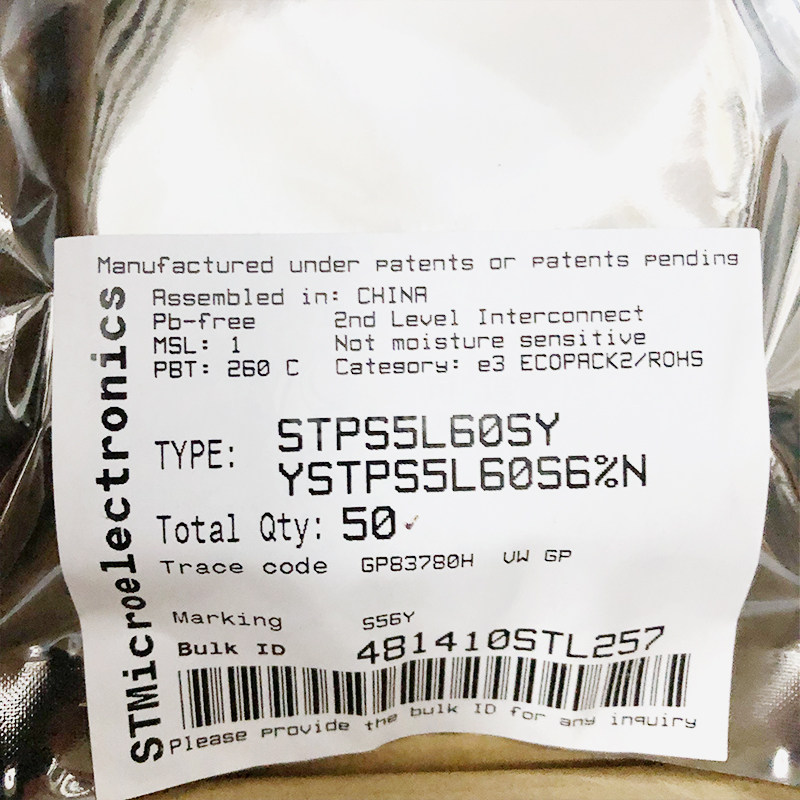 Manufactured under patents or patents pending
STMicroelectronics
Assembled in: CHINA
Pb-free 2nd Level Interconnect
MSL: 1 Not moisture sensitive
PBT: 260 C Category: e3 ECOPACK2/ROHS
TYPE: STPS5L60SY
YSTPS5L60S6%N
Total Qty: 50
Trace code GP83780H VW GP
Marking S56Y
Bulk ID 481410STL257
Please provide the bulk ID for any inquiry